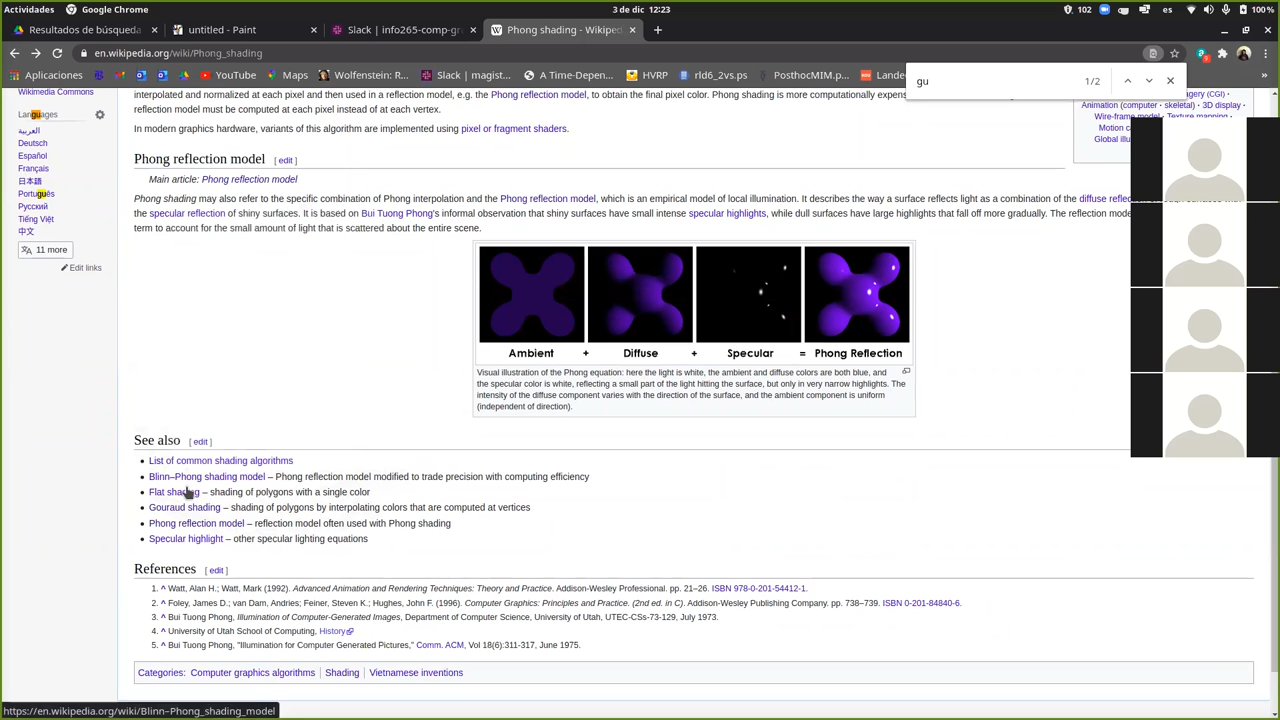 Actividades
Google Chrome
3 de dic 12:23
102
es
100 %
Resultados de búsqueda
untitled - Paint
Slack | info265-comp-gr
Phong shading - Wikiped
en.wikipedia.org/wiki/Phong_shading
Aplicaciones
YouTube
Maps
Wolfenstein: R...
Slack | magist...
A Time-Depen...
HVRP
rld6_2vs.ps
PosthocMIM.p...
»
gu
1/2
Wikimedia Commons
Languages
العربية
Deutsch
Español
Français
日本語
Português
Русский
Tiếng Việt
中文
11 more
Edit links
interpolated and normalized at each pixel and then used in a reflection model, e.g. the Phong reflection model, to obtain the final pixel color. Phong shading is more computationally expens
reflection model must be computed at each pixel instead of at each vertex.
In modern graphics hardware, variants of this algorithm are implemented using pixel or fragment shaders.
Animation (computer · skeletal) · 3D display ·
Wire-frame model · Texture mapping ·
Phong reflection model [ edit ]
Main article: Phong reflection model
Phong shading may also refer to the specific combination of Phong interpolation and the Phong reflection model, which is an empirical model of local illumination. It describes the way a surface reflects light as a combination of the diffuse reflec
the specular reflection of shiny surfaces. It is based on Bui Tuong Phong's informal observation that shiny surfaces have small intense specular highlights, while dull surfaces have large highlights that fall off more gradually. The reflection mode
term to account for the small amount of light that is scattered about the entire scene.
Ambient + Diffuse + Specular = Phong Reflection
Visual illustration of the Phong equation: here the light is white, the ambient and diffuse colors are both blue, and
the specular color is white, reflecting a small part of the light hitting the surface, but only in very narrow highlights. The
intensity of the diffuse component varies with the direction of the surface, and the ambient component is uniform
(independent of direction).
See also [ edit ]
• List of common shading algorithms
• Blinn–Phong shading model – Phong reflection model modified to trade precision with computing efficiency
• Flat shading – shading of polygons with a single color
• Gouraud shading – shading of polygons by interpolating colors that are computed at vertices
• Phong reflection model – reflection model often used with Phong shading
• Specular highlight – other specular lighting equations
References [ edit ]
1. ^ Watt, Alan H.; Watt, Mark (1992). Advanced Animation and Rendering Techniques: Theory and Practice. Addison-Wesley Professional. pp. 21–26. ISBN 978-0-201-54412-1.
2. ^ Foley, James D.; van Dam, Andries; Feiner, Steven K.; Hughes, John F. (1996). Computer Graphics: Principles and Practice. (2nd ed. in C). Addison-Wesley Publishing Company. pp. 738–739. ISBN 0-201-84840-6.
3. ^ Bui Tuong Phong, Illumination of Computer-Generated Images, Department of Computer Science, University of Utah, UTEC-CSs-73-129, July 1973.
4. ^ University of Utah School of Computing, History
5. ^ Bui Tuong Phong, "Illumination for Computer Generated Pictures," Comm. ACM, Vol 18(6):311-317, June 1975.
Categories: Computer graphics algorithms | Shading | Vietnamese inventions
https://en.wikipedia.org/wiki/Blinn–Phong_shading_model